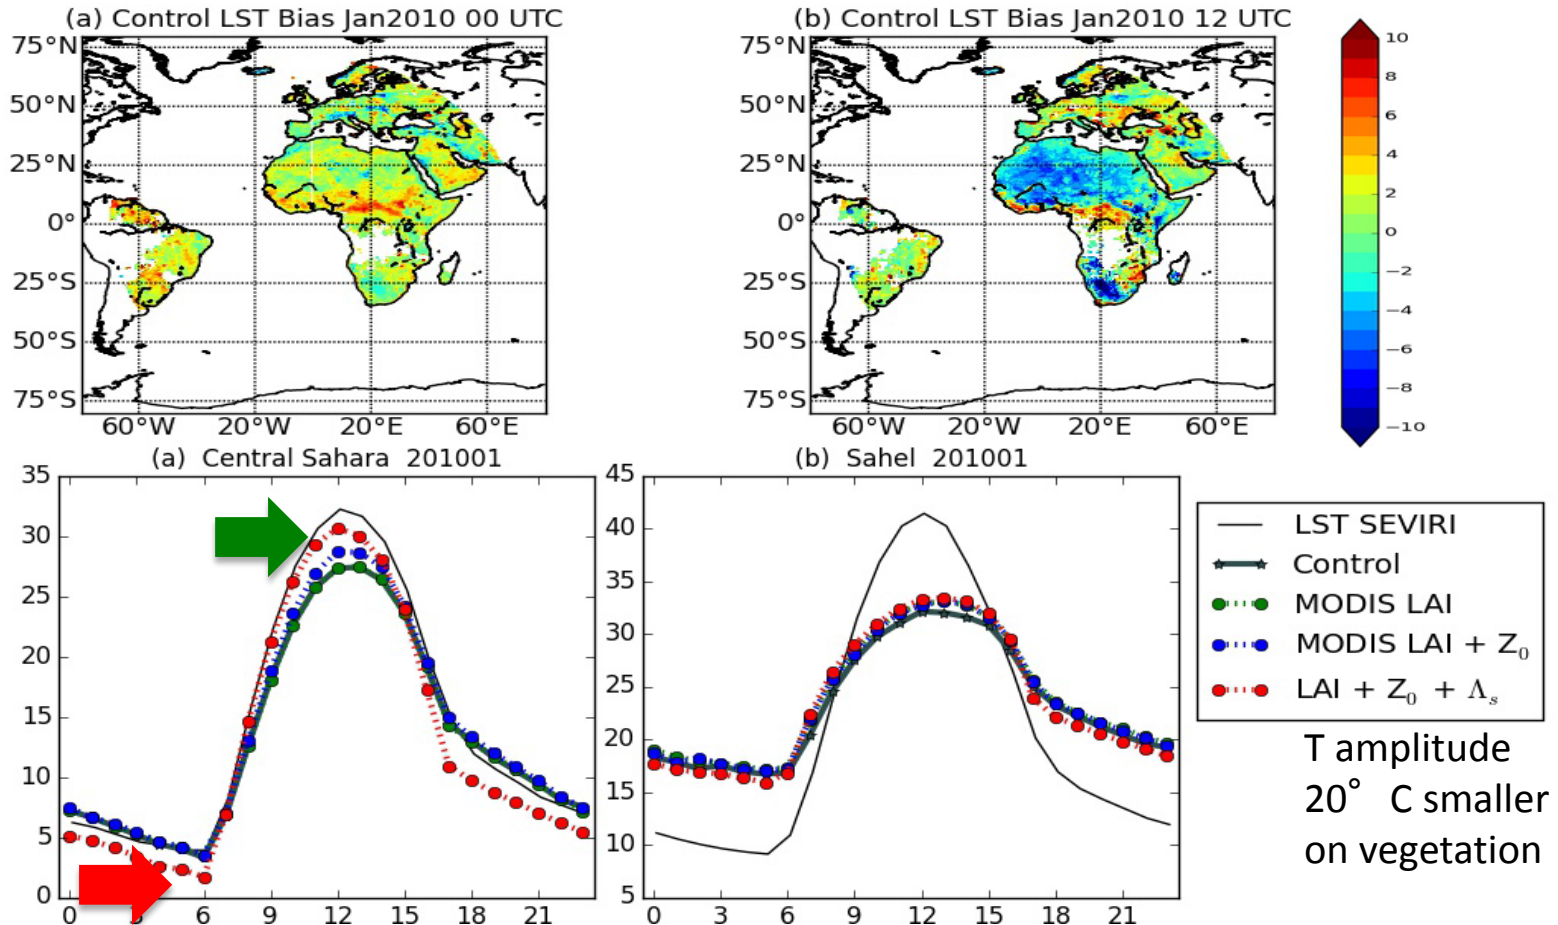 (a) Control LST Bias Jan2010 00 UTC
75°N
50°N
25°N
0°
25°S
50°S
75°S
60°W 20°W 20°E 60°E
(b) Control LST Bias Jan2010 12 UTC
75°N
50°N
25°N
0°
25°S
50°S
75°S
60°W 20°W 20°E 60°E
10
8
6
4
2
0
−2
−4
−6
−8
−10
(a) Central Sahara 201001
35
30
25
20
15
10
5
0
0 3 6 9 12 15 18 21
(b) Sahel 201001
45
40
35
30
25
20
15
10
5
0 3 6 9 12 15 18 21
LST SEVIRI
Control
MODIS LAI
MODIS LAI + Z₀
LAI + Z₀ + Λₛ
T amplitude
20° C smaller
on vegetation